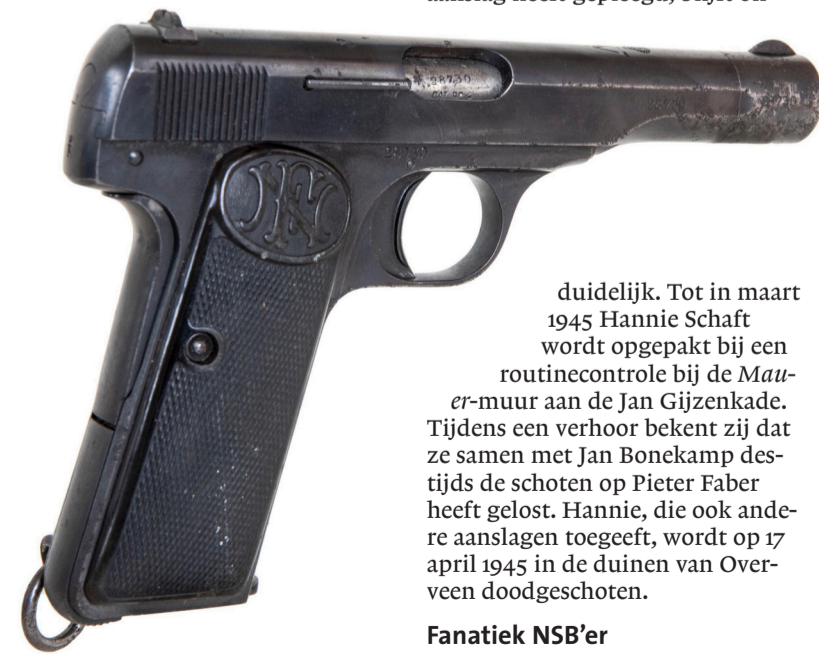 28730
FN
duidelijk. Tot in maart
1945 Hannie Schaft
wordt opgepakt bij een
routinecontrole bij de Mau-
er-muur aan de Jan Gijzenkade.
Tijdens een verhoor bekent zij dat
ze samen met Jan Bonekamp des-
tijds de schoten op Pieter Faber
heeft gelost. Hannie, die ook ande-
re aanslagen toegeeft, wordt op 17
april 1945 in de duinen van Over-
veen doodgeschoten.
Fanatiek NSB'er